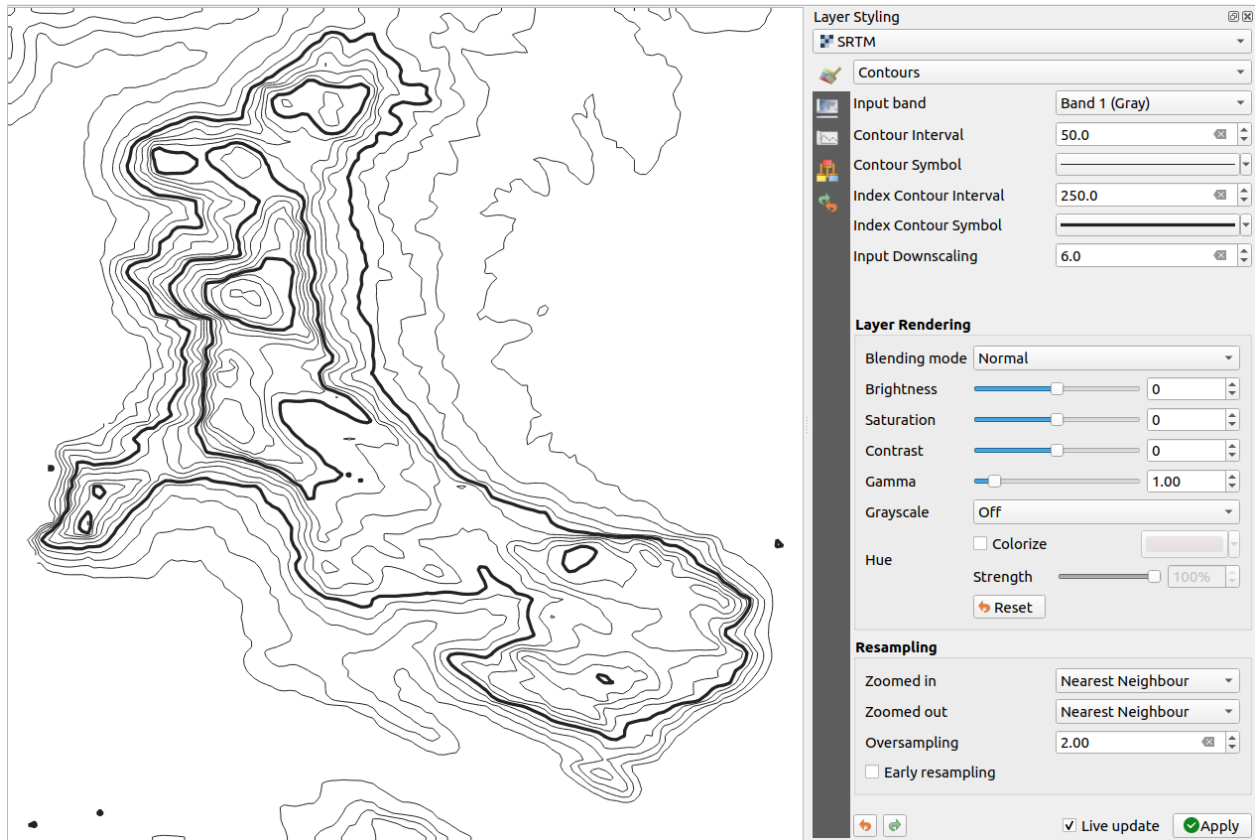 Layer Styling
SRTM
Contours
Input band Band 1 (Gray)
Contour Interval 50.0
Contour Symbol
Index Contour Interval 250.0
Index Contour Symbol
Input Downscaling 6.0
Layer Rendering
Blending mode Normal
Brightness 0
Saturation 0
Contrast 0
Gamma 1.00
Grayscale Off
Colorize
Hue
Strength 100%
Reset
Resampling
Zoomed in Nearest Neighbour
Zoomed out Nearest Neighbour
Oversampling 2.00
Early resampling
Live update Apply